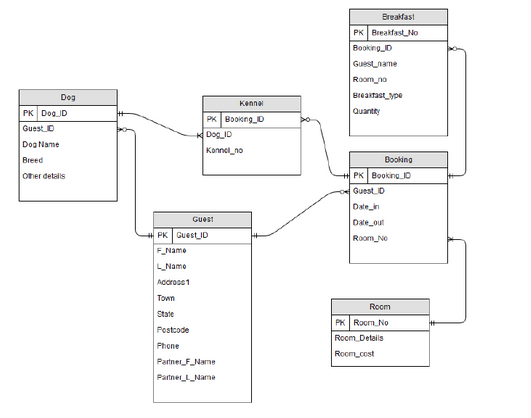 Breakfast
PK Breakfast_No
Booking_ID
Guest_name
Room_no
Breakfast_type
Quantity
Dog
PK Dog_ID
Guest_ID
Dog Name
Breed
Other details
Kennel
PK Booking_ID
Dog_ID
Kennel_no
Booking
PK Booking_ID
Guest_ID
Date_in
Date_out
Room_No
Guest
PK Guest_ID
F_Name
L_Name
Address1
Town
State
Postcode
Phone
Partner_F_Name
Partner_L_Name
Room
PK Room_No
Room_Details
Room_cost